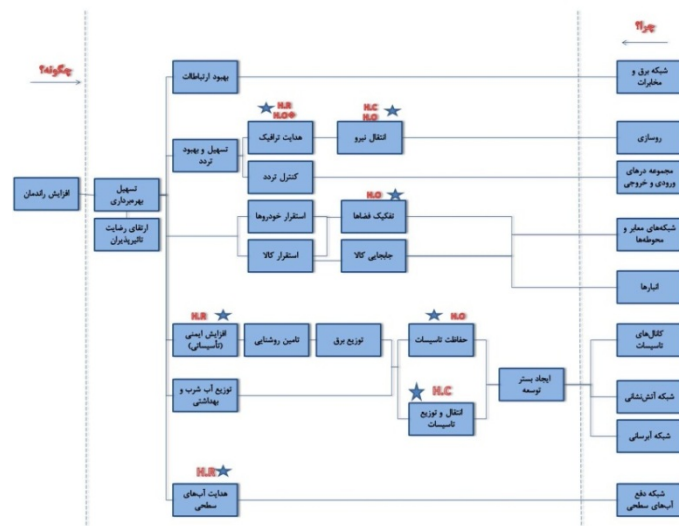 چرا؟
چگونه؟
شبکه برق و
مخابرات
بهبود ارتباطات
H.R
H.O
H.C
H.O
روسازی
انتقال نیرو
هدایت ترافیک
تسهیل و بهبود
تردد
مجموعه درهای
ورودی و خروجی
کنترل تردد
تسهیل
بهره‌برداری
افزایش راندمان
ارتقای رضایت
تاثیرپذیران
H.O
شبکه‌های معابر و
محوطه‌ها
تفکیک فضاها
استقرار خودروها
جابجایی کالا
استقرار کالا
انبارها
H.O
H.R
کانال‌های
تاسیسات
حفاظت تاسیسات
توزیع برق
تامین روشنایی
افزایش ایمنی
(تأسیساتی)
ایجاد بستر
توسعه
H.C
شبکه آتش‌نشانی
انتقال و توزیع
تاسیسات
توزیع آب شرب و
بهداشتی
شبکه آبرسانی
H.R
شبکه دفع
آب‌های سطحی
هدایت آب‌های
سطحی